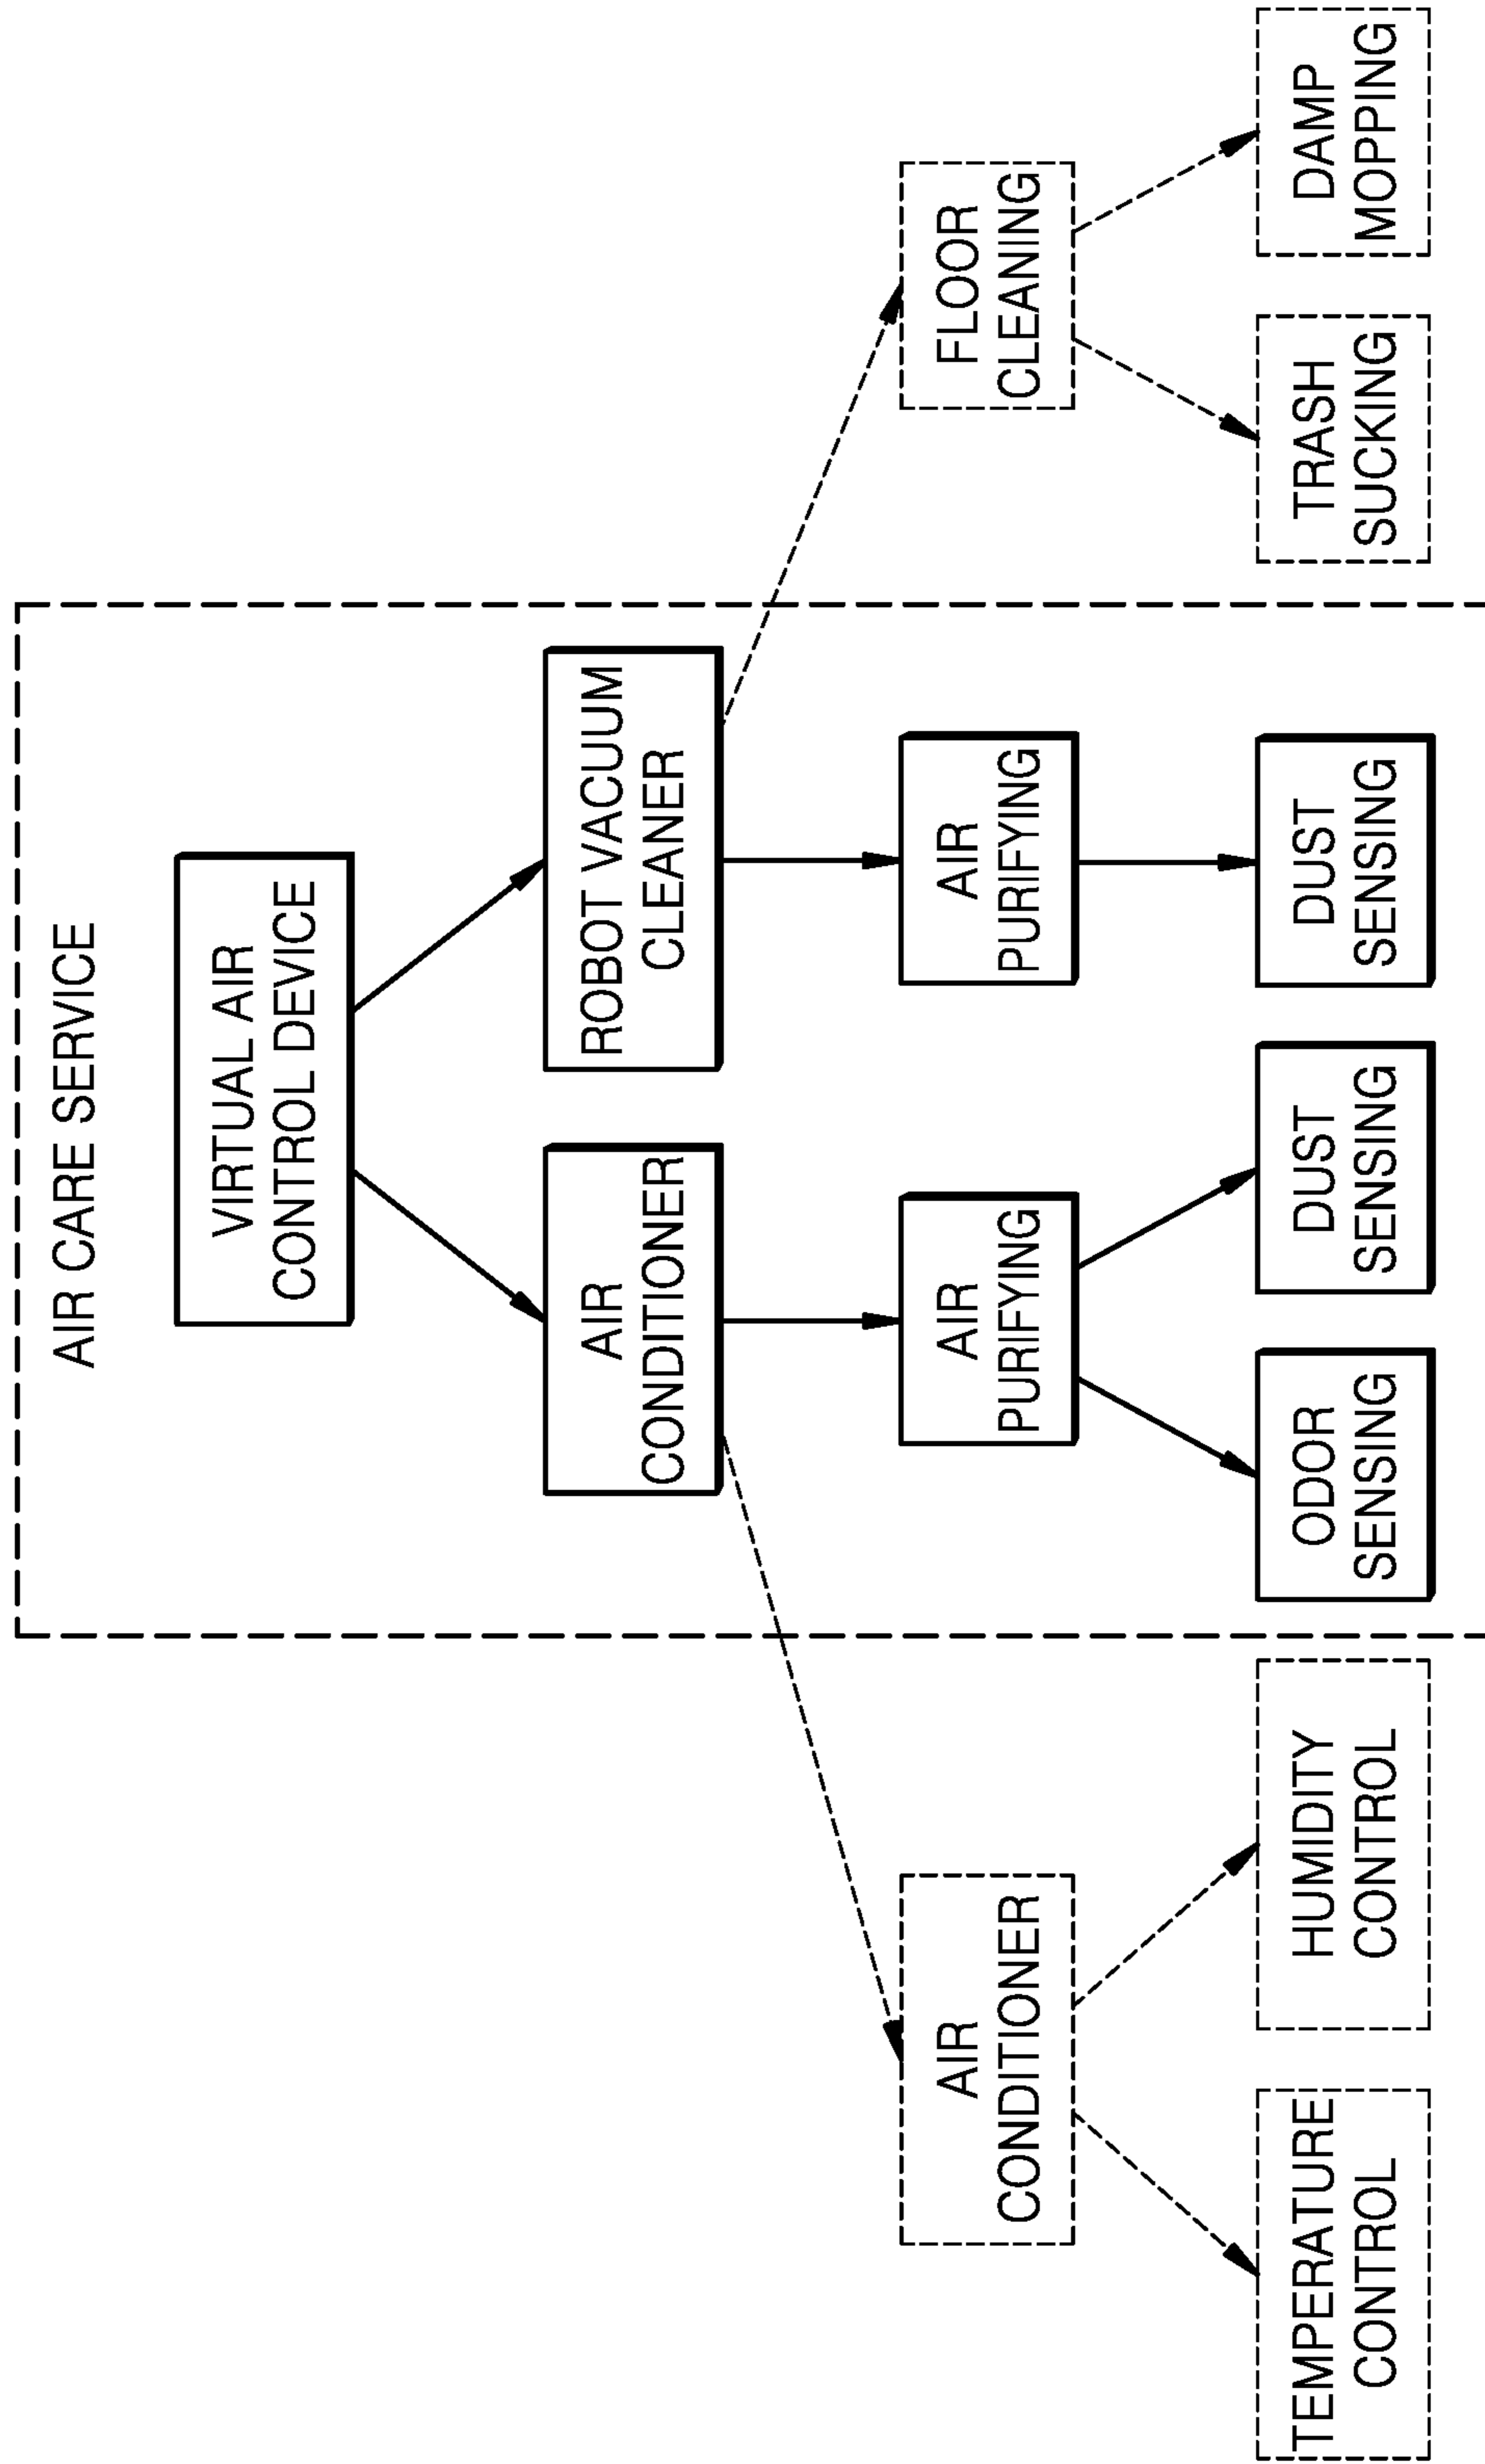 AIR CARE SERVICE
VIRTUAL AIR
CONTROL DEVICE
AIR
CONDITIONER
ROBOT VACUUM
CLEANER
AIR
CONDITIONER
AIR
PURIFYING
AIR
PURIFYING
FLOOR
CLEANING
TEMPERATURE
CONTROL
HUMIDITY
CONTROL
ODOR
SENSING
DUST
SENSING
DUST
SENSING
TRASH
SUCKING
DAMP
MOPPING